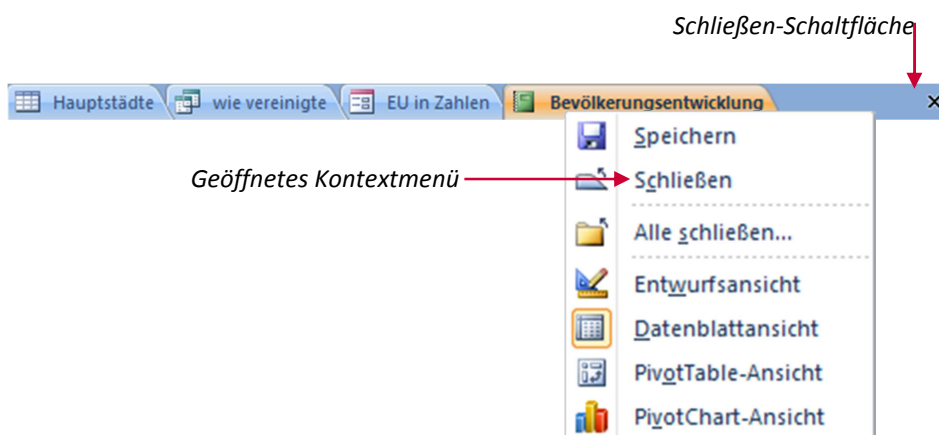 Schließen-Schaltfläche
Hauptstädte wie vereinigte EU in Zahlen Bevölkerungsentwicklung
Speichern
Geöffnetes Kontextmenü Schließen
Alle schließen...
Entwurfsansicht
Datenblattansicht
PivotTable-Ansicht
PivotChart-Ansicht